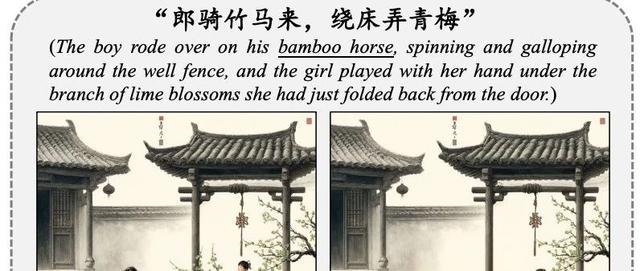 “郎骑竹马来，绕床弄青梅”
(The boy rode over on his bamboo horse, spinning and galloping
around the well fence, and the girl played with her hand under the
branch of lime blossoms she had just folded back from the door.)